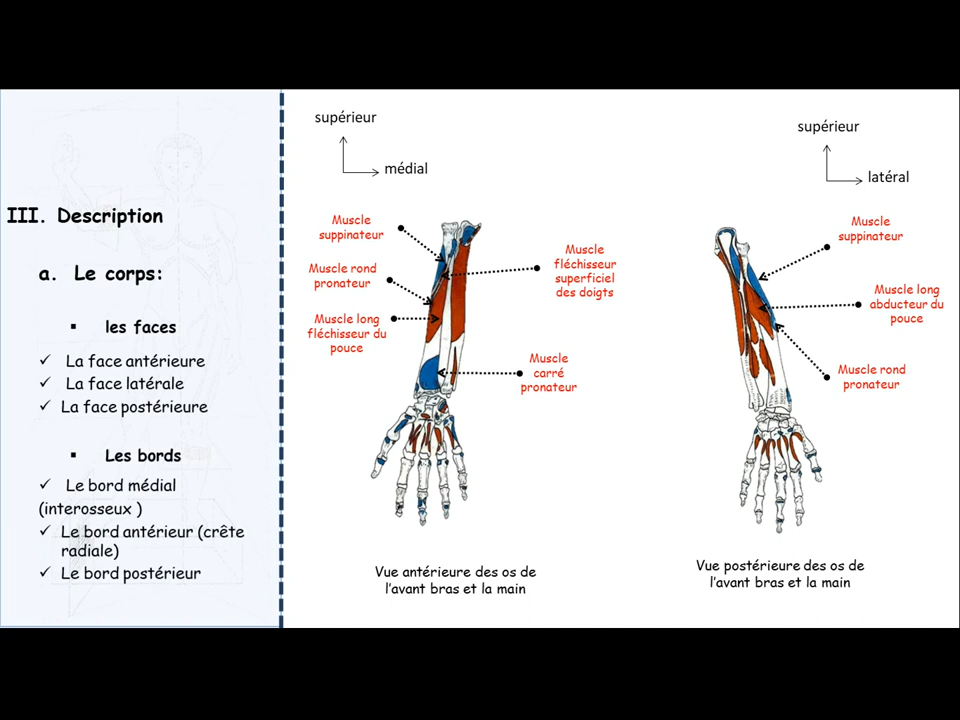 III. Description
a. Le corps:
▪ les faces
✓ La face antérieure
✓ La face latérale
✓ La face postérieure
▪ Les bords
✓ Le bord médial
(interosseux )
✓ Le bord antérieur (crête
radiale)
✓ Le bord postérieur
supérieur
médial
Muscle
suppinateur
Muscle rond
pronateur
Muscle long
fléchisseur du
pouce
Muscle
fléchisseur
superficiel
des doigts
Muscle
carré
pronateur
Vue antérieure des os de
l'avant bras et la main
supérieur
latéral
Muscle
suppinateur
Muscle long
abducteur du
pouce
Muscle rond
pronateur
Vue postérieure des os de
l'avant bras et la main